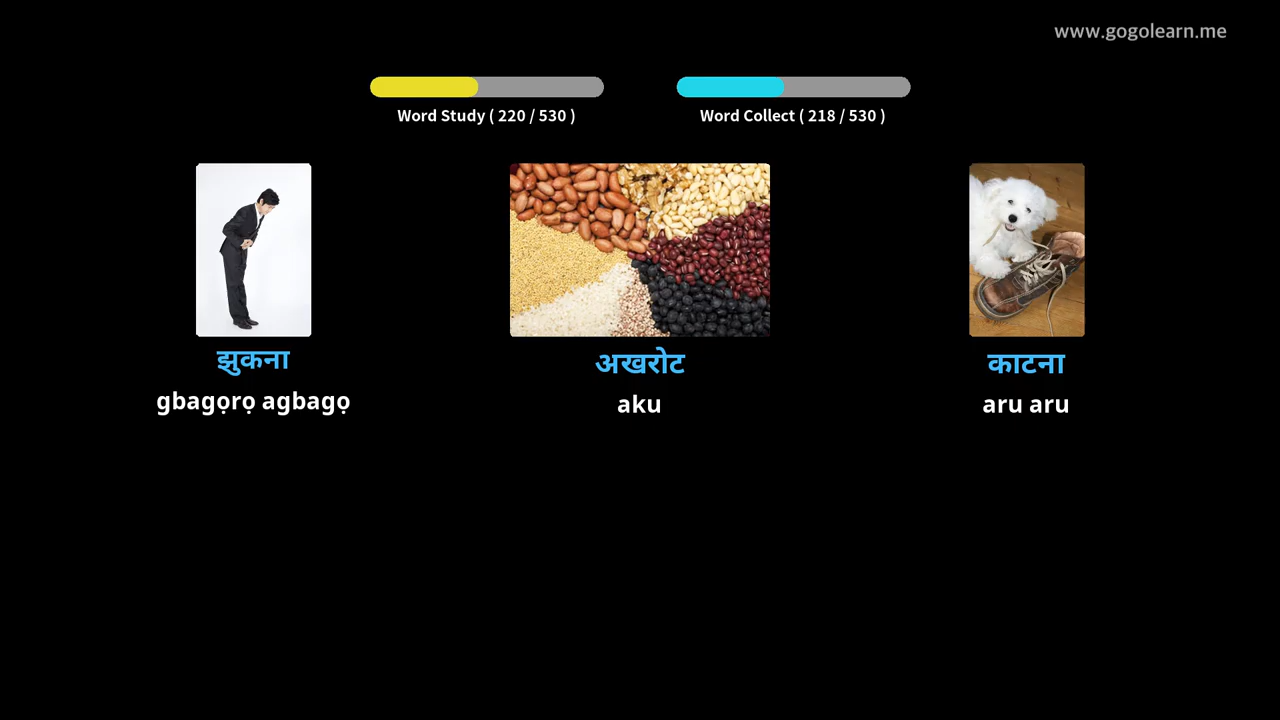 www.gogolearn.me
Word Study ( 220 / 530 )
Word Collect ( 218 / 530 )
झुकना
अखरोट
काटना
gbagọrọ agbagọ
aku
aru aru